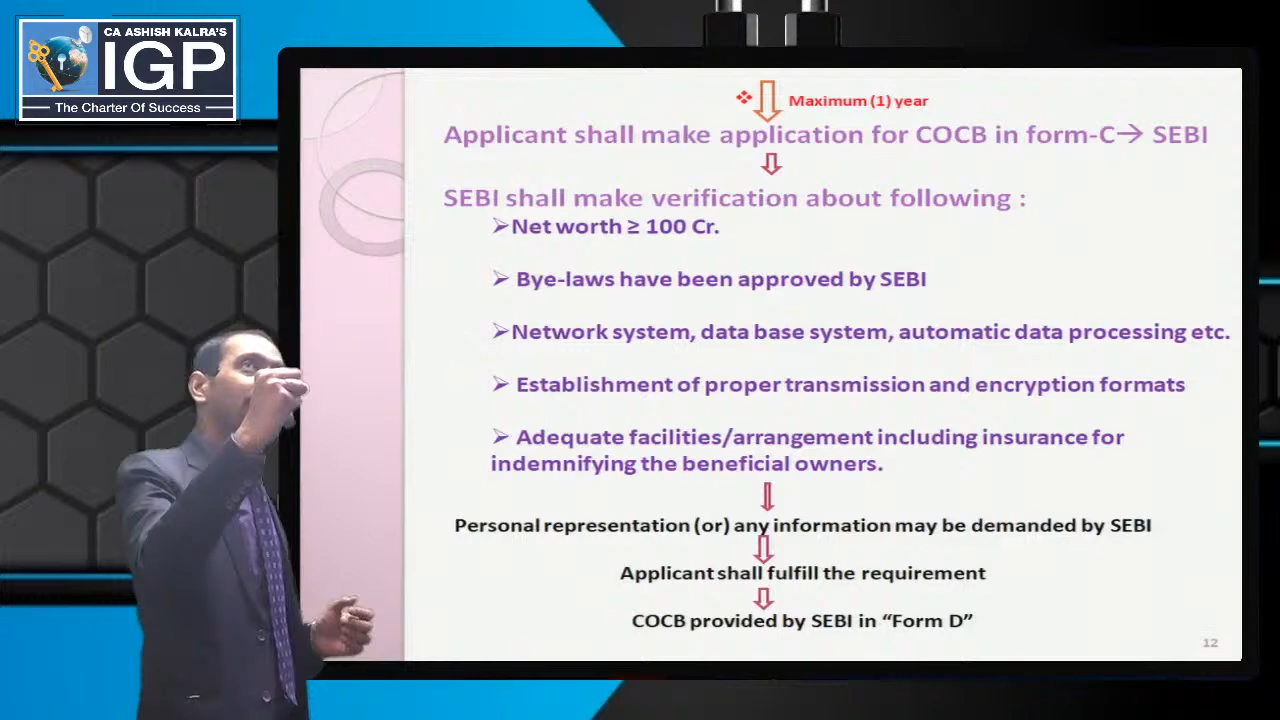 CA ASHISH KALRA'S
IGP
The Charter Of Success
❖ Maximum (1) year
Applicant shall make application for COCB in form-C→ SEBI
SEBI shall make verification about following :
➢Net worth ≥ 100 Cr.
➢ Bye-laws have been approved by SEBI
➢Network system, data base system, automatic data processing etc.
➢ Establishment of proper transmission and encryption formats
➢ Adequate facilities/arrangement including insurance for
indemnifying the beneficial owners.
Personal representation (or) any information may be demanded by SEBI
Applicant shall fulfill the requirement
COCB provided by SEBI in “Form D”
12